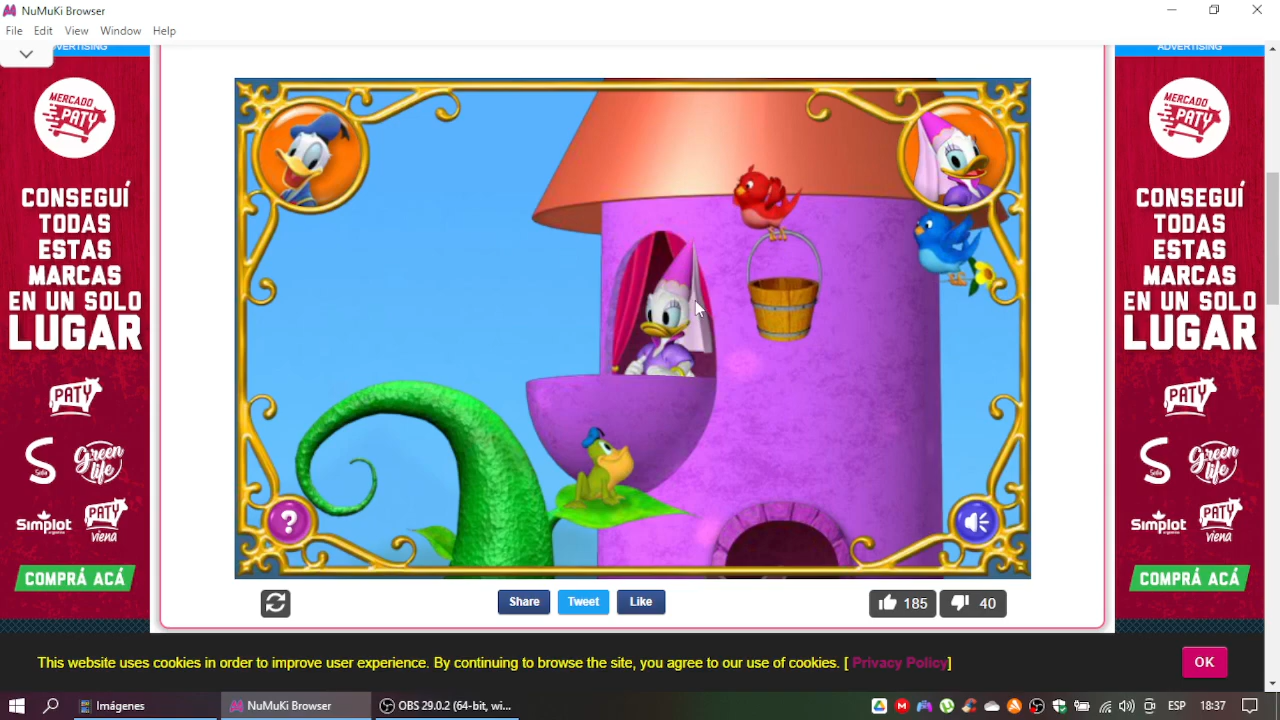 NuMuKi Browser
File Edit View Window Help
VERTISING
ADVERTISING
MERCADO
PATY
CONSEGUÍ
TODAS
ESTAS
MARCAS
EN UN SOLO
LUGAR
PATY
S
Green
life
Simplot
PATY
VIENA
COMPRÁ ACÁ
MERCADO
PATY
CONSEGUÍ
TODAS
ESTAS
MARCAS
EN UN SOLO
LUGAR
PATY
S
Green
life
Simplot
PATY
VIENA
COMPRÁ ACÁ
?
Share Tweet Like 185 40
This website uses cookies in order to improve user experience. By continuing to browse the site, you agree to our use of cookies. [ Privacy Policy]
OK
Imágenes NuMuKi Browser OBS 29.0.2 (64-bit, wi... ESP 18:37